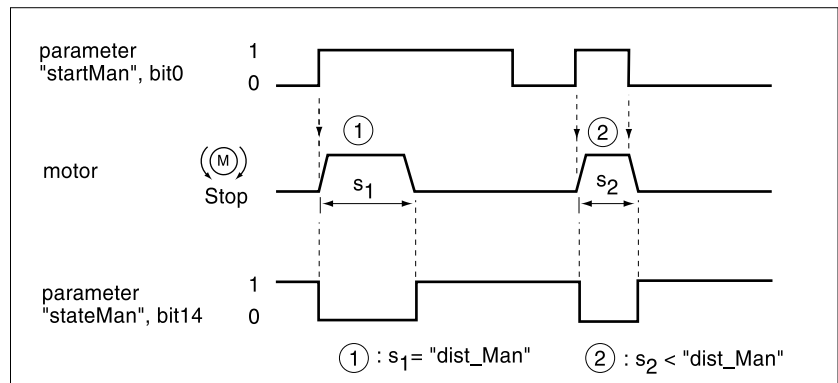 parameter
"startMan", bit0
1
0
1
2
motor
M
Stop
s1
s2
parameter
"stateMan", bit14
1
0
1 : s1= "dist_Man"
2 : s2 < "dist_Man"